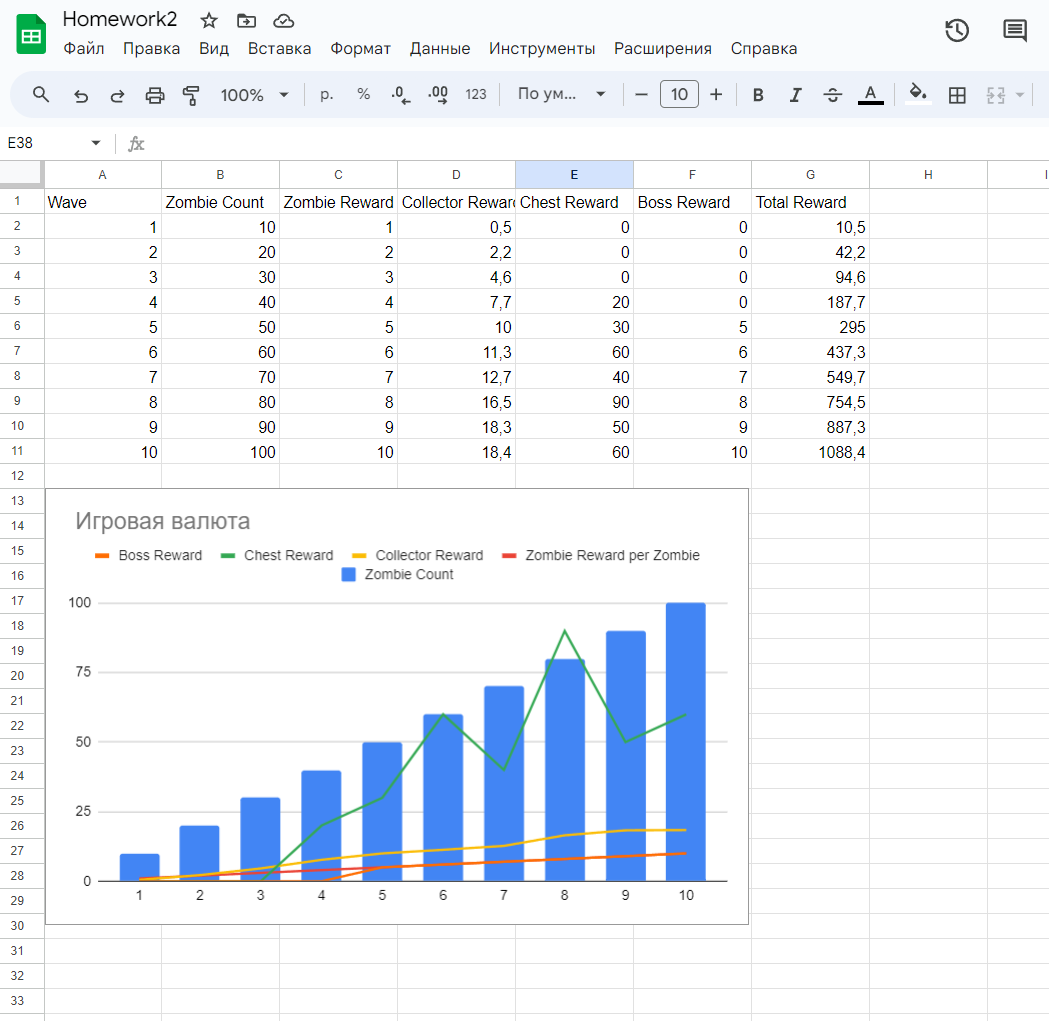 Homework2
Файл Правка Вид Вставка Формат Данные Инструменты Расширения Справка
100% р. % .0 .00 123 По ум... 10 B I A
E38 fx
A B C D E F G H I
1 Wave Zombie Count Zombie Reward Collector Rewar Chest Reward Boss Reward Total Reward
2 1 10 1 0,5 0 0 10,5
3 2 20 2 2,2 0 0 42,2
4 3 30 3 4,6 0 0 94,6
5 4 40 4 7,7 20 0 187,7
6 5 50 5 10 30 5 295
7 6 60 6 11,3 60 6 437,3
8 7 70 7 12,7 40 7 549,7
9 8 80 8 16,5 90 8 754,5
10 9 90 9 18,3 50 9 887,3
11 10 100 10 18,4 60 10 1088,4
12
13
14 Игровая валюта
15 Boss Reward Chest Reward Collector Reward Zombie Reward per Zombie
16 Zombie Count
17 100
18
19
20 75
21
22
23 50
24
25
26 25
27
28 0
29 1 2 3 4 5 6 7 8 9 10
30
31
32
33